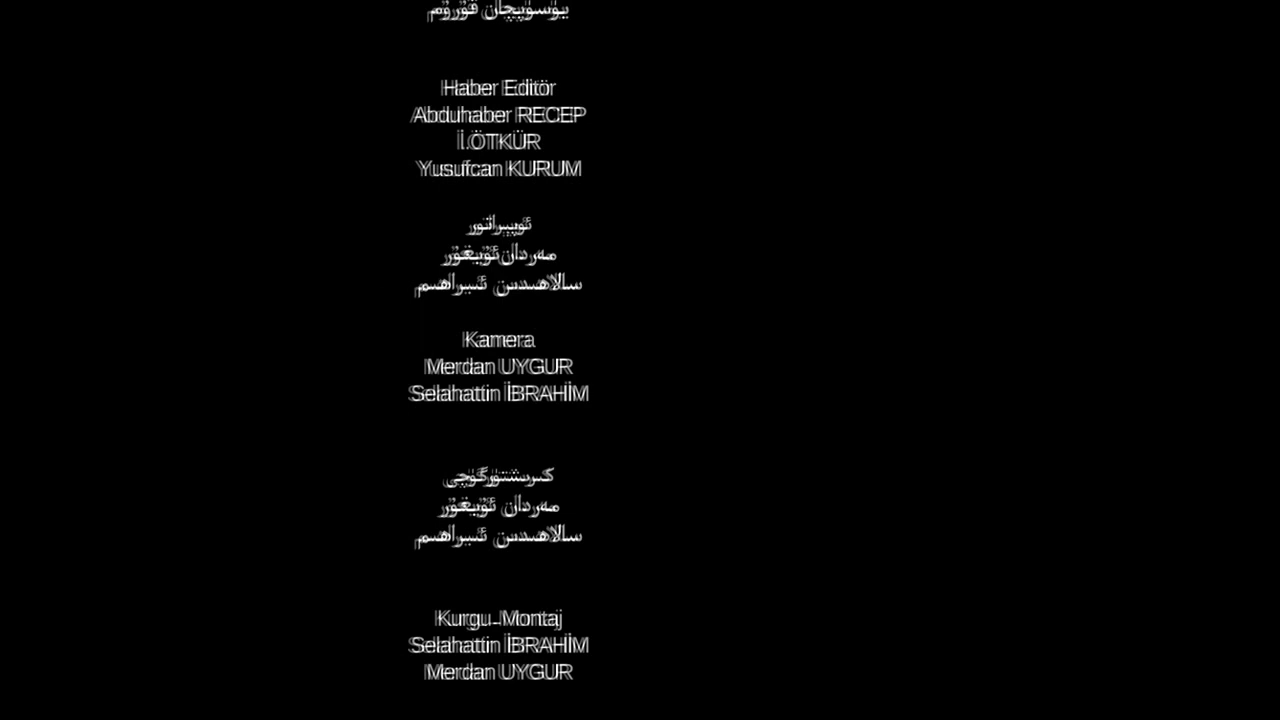 يۈسۈپجان قۇرۇم
Haber Editör
Abduhaber RECEP
İ.ÖTKÜR
Yusufcan KURUM
ئوپېراتور
مەردان ئۇيغۇر
سالاھىدىن ئىبراھىم
Kamera
Merdan UYGUR
Selahattin İBRAHİM
كىرىشتۈرگۈچى
مەردان ئۇيغۇر
سالاھىدىن ئىبراھىم
Kurgu-Montaj
Selahattin İBRAHİM
Merdan UYGUR